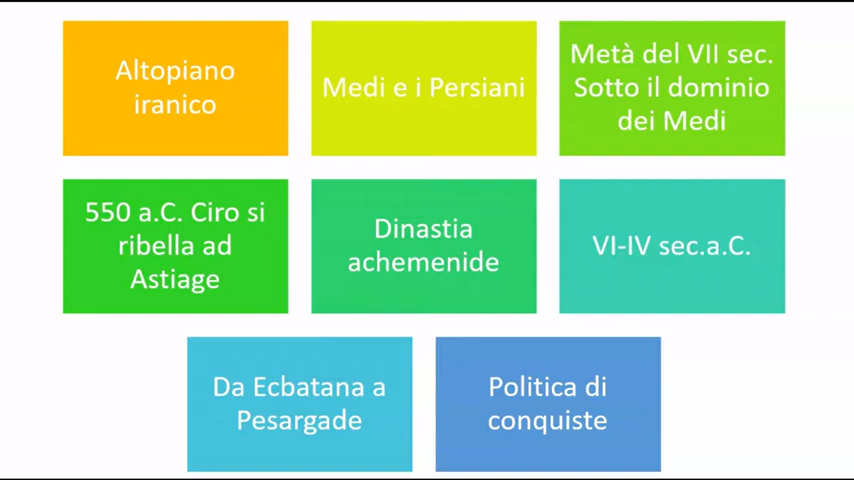 Altopiano
iranico
Medi e i Persiani
Metà del VII sec.
Sotto il dominio
dei Medi
550 a.C. Ciro si
ribella ad
Astiage
Dinastia
achemenide
VI-IV sec.a.C.
Da Ecbatana a
Pesargade
Politica di
conquiste